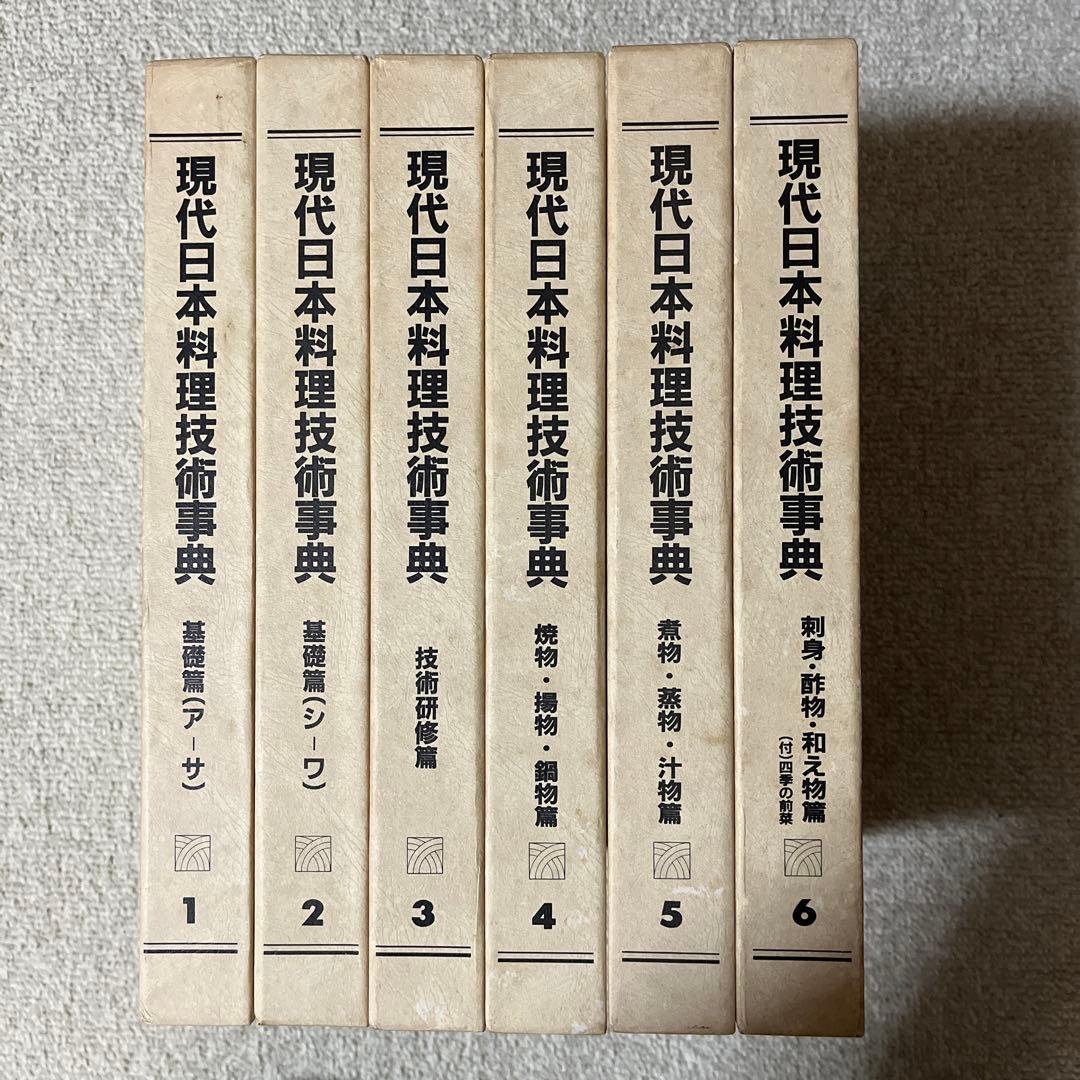 現代日本料理技術事典
基礎篇(ア－サ)
1
現代日本料理技術事典
基礎篇(シ－ワ)
2
現代日本料理技術事典
技術研修篇
3
現代日本料理技術事典
焼物・揚物・鍋物篇
4
現代日本料理技術事典
煮物・蒸物・汁物篇
5
現代日本料理技術事典
刺身・酢物・和え物篇
(付)四季の前菜
6